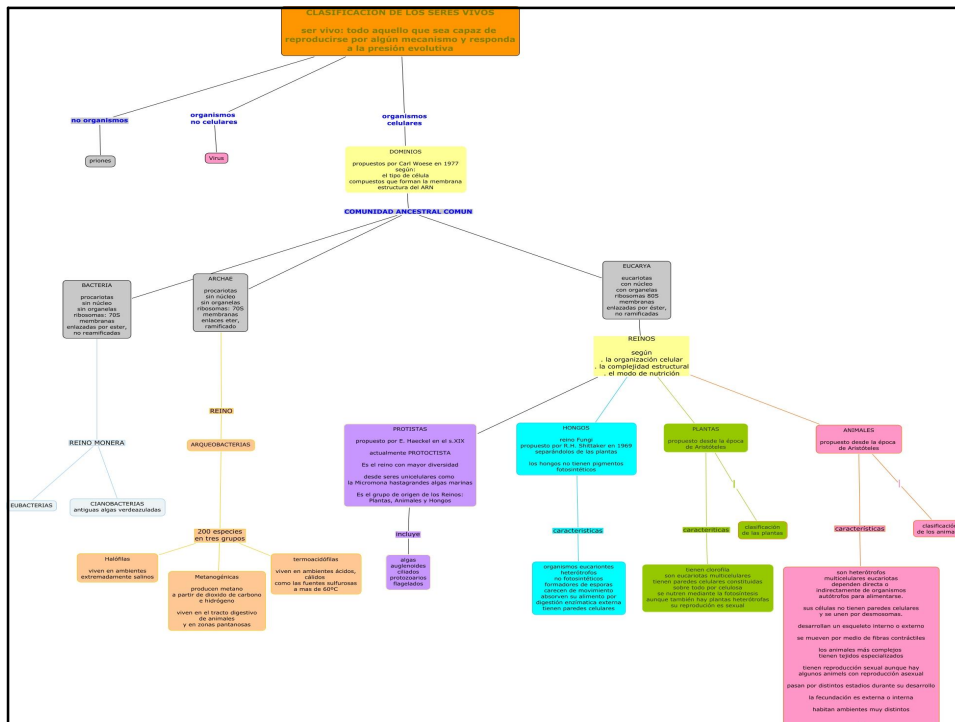 CLASIFICACIÓN DE LOS SERES VIVOS
ser vivo: todo aquello que sea capaz de
reproducirse por algún mecanismo y responda
a la presión evolutiva
no organismos
organismos
no celulares
organismos
celulares
priones
Virus
DOMINIOS
propuestos por Carl Woese en 1977
según:
el tipo de célula
compuestos que forman la membrana
estructura del ARN
COMUNIDAD ANCESTRAL COMUN
BACTERIA
procariotas
sin núcleo
sin organelas
ribosomas: 70S
membranas
enlazadas por ester,
no reamificadas
ARCHAE
procariotas
sin núcleo
sin organelas
ribosomas: 70S
membranas
enlaces eter,
ramificado
EUCARYA
eucariotas
con núcleo
con organelas
ribosomas 80S
membranas
enlazadas por éster,
no ramificadas
REINOS
según
. la organización celular
. la complejidad estructural
. el modo de nutrición
REINO MONERA
EUBACTERIAS
CIANOBACTERIAS
antiguas algas verdeazuladas
REINO
ARQUEOBACTERIAS
200 especies
en tres grupos
Halófilas
viven en ambientes
extremadamente salinos
Metanogénicas
producen metano
a partir de dioxido de carbono
e hidrógeno
viven en el tracto digestivo
de animales
y en zonas pantanosas
termoacidófilas
viven en ambientes ácidos,
cálidos
como las fuentes sulfurosas
a mas de 60ºC
PROTISTAS
propuesto por E. Haeckel en el s.XIX
actualmente PROTOCTISTA
Es el reino con mayor diversidad
desde seres unicelulares como
la Micromona hastagrandes algas marinas
Es el grupo de origen de los Reinos:
Plantas, Animales y Hongos
incluye
algas
auglenoides
ciliados
protozoarios
flagelados
HONGOS
reino Fungi
propuesto por R.H. Shittaker en 1969
separándolos de las plantas
los hongos no tienen pigmentos
fotosintéticos
características
organismos eucariontes
heterótrofos
no fotosintéticos
formadores de esporas
carecen de movimiento
absorven su alimento por
digestión enzimatica externa
tienen paredes celulares
PLANTAS
propuesto desde la época
de Aristóteles
caracteríticas
clasificación
de las plantas
tienen clorofila
son eucariotas multicelulares
tienen paredes celulares constituidas
sobre todo por celulosa
se nutren mediante la fotosíntesis
aunque también hay plantas heterótrofas
su reprodución es sexual
ANIMALES
propuesto desde la época
de Aristóteles
características
clasificación
de los anima
son heterótrofos
multicelulares eucariotas
dependen directa o
indirectamente de organismos
autótrofos para alimentarse.
sus células no tienen paredes celulares
y se unen por desmosomas.
desarrollan un esqueleto interno o externo
se mueven por medio de fibras contráctiles
los animales más complejos
tienen tejidos especializados
tienen reproducción sexual aunque hay
algunos animels con reproducción asexual
pasan por distintos estadios durante su desarrollo
la fecundación es externa o interna
habitan ambientes muy distintos